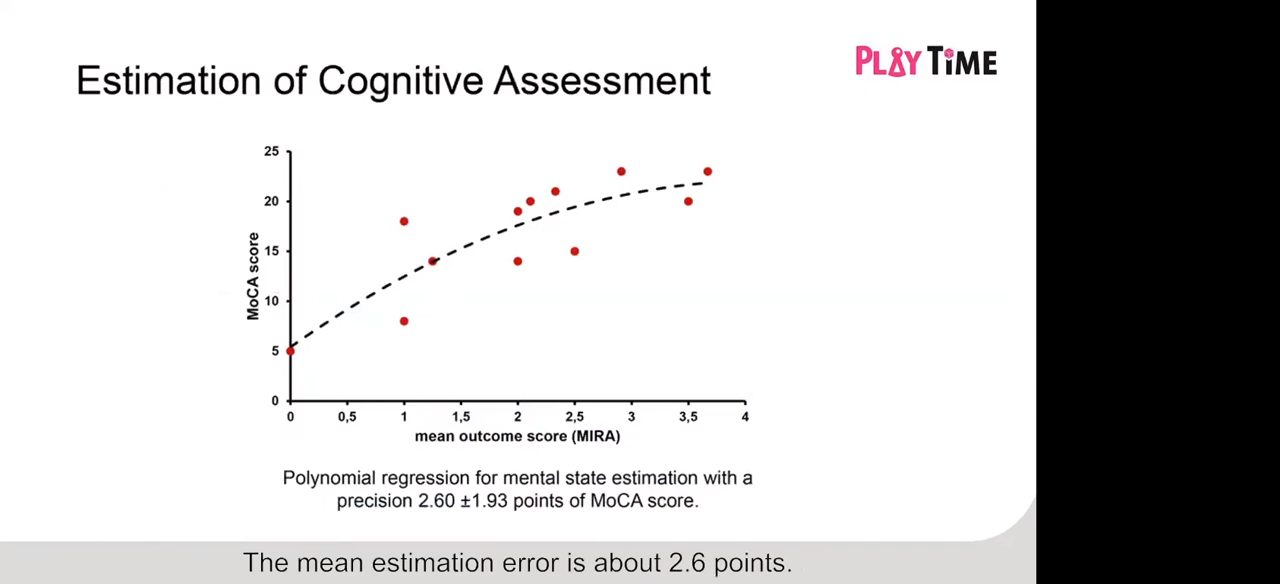 PLAY TiME
Estimation of Cognitive Assessment
25
20
15
10
5
0
MoCA score
0
0,5
1
1,5
2
2,5
3
3,5
4
mean outcome score (MIRA)
Polynomial regression for mental state estimation with a
precision 2.60 ±1.93 points of MoCA score.
The mean estimation error is about 2.6 points.